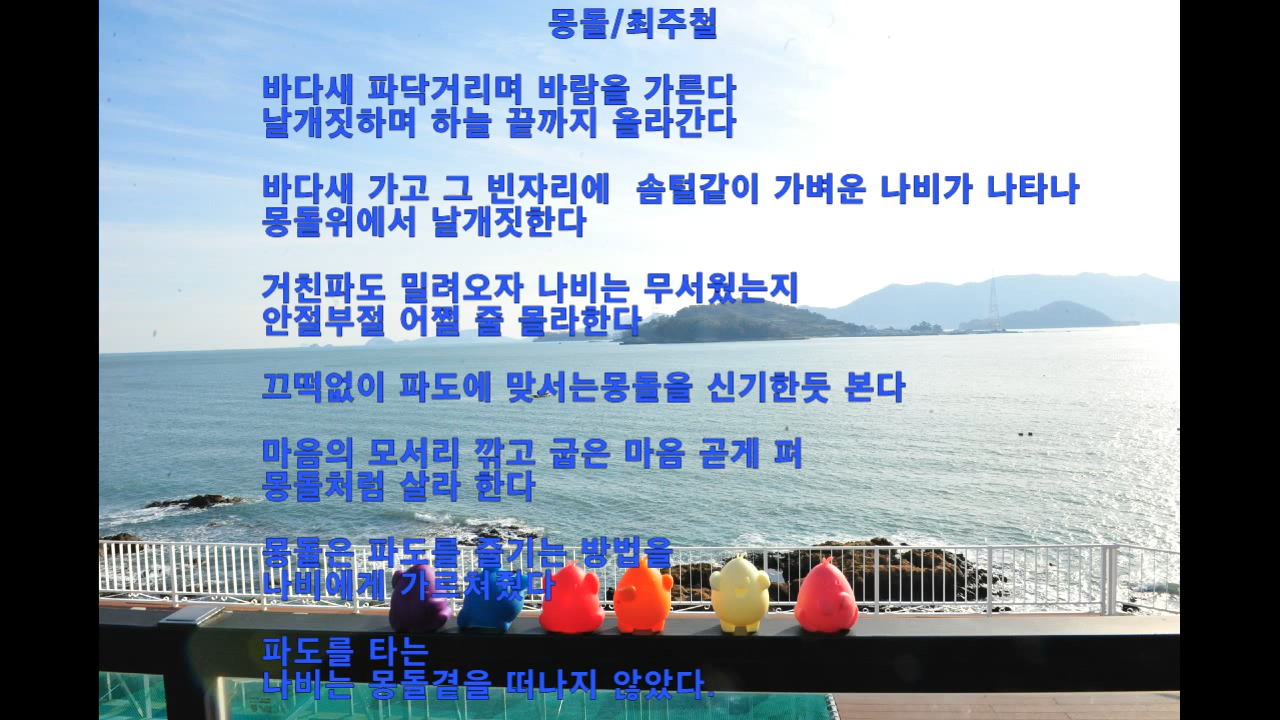 몽돌/최주철
바다새 파닥거리며 바람을 가른다
날개짓하며 하늘 끝까지 올라간다
바다새 가고 그 빈자리에 솜털같이 가벼운 나비가 나타나
몽돌위에서 날개짓한다
거친파도 밀려오자 나비는 무서웠는지
안절부절 어쩔 줄 몰라한다
끄떡없이 파도에 맞서는몽돌을 신기한듯 본다
마음의 모서리 깎고 굽은 마음 곧게 펴
몽돌처럼 살라 한다
몽돌은 파도를 즐기는 방법을
나비에게 가르쳐줬다
파도를 타는
나비는 몽돌곁을 떠나지 않았다.